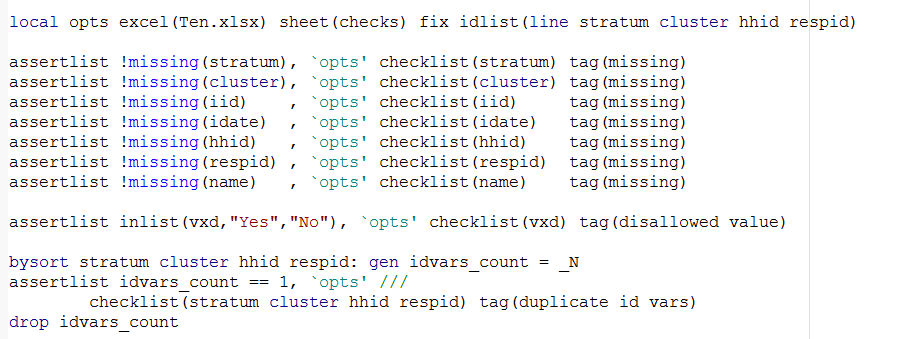 local opts excel(Ten.xlsx) sheet(checks) fix idlist(line stratum cluster hhid respid)
assertlist !missing(stratum), `opts' checklist(stratum) tag(missing)
assertlist !missing(cluster), `opts' checklist(cluster) tag(missing)
assertlist !missing(iid)    , `opts' checklist(iid)     tag(missing)
assertlist !missing(idate)  , `opts' checklist(idate)   tag(missing)
assertlist !missing(hhid)   , `opts' checklist(hhid)    tag(missing)
assertlist !missing(respid) , `opts' checklist(respid)  tag(missing)
assertlist !missing(name)   , `opts' checklist(name)    tag(missing)
assertlist inlist(vxd,"Yes","No"), `opts' checklist(vxd) tag(disallowed value)
bysort stratum cluster hhid respid: gen idvars_count = _N
assertlist idvars_count == 1, `opts' ///
        checklist(stratum cluster hhid respid) tag(duplicate id vars)
drop idvars_count